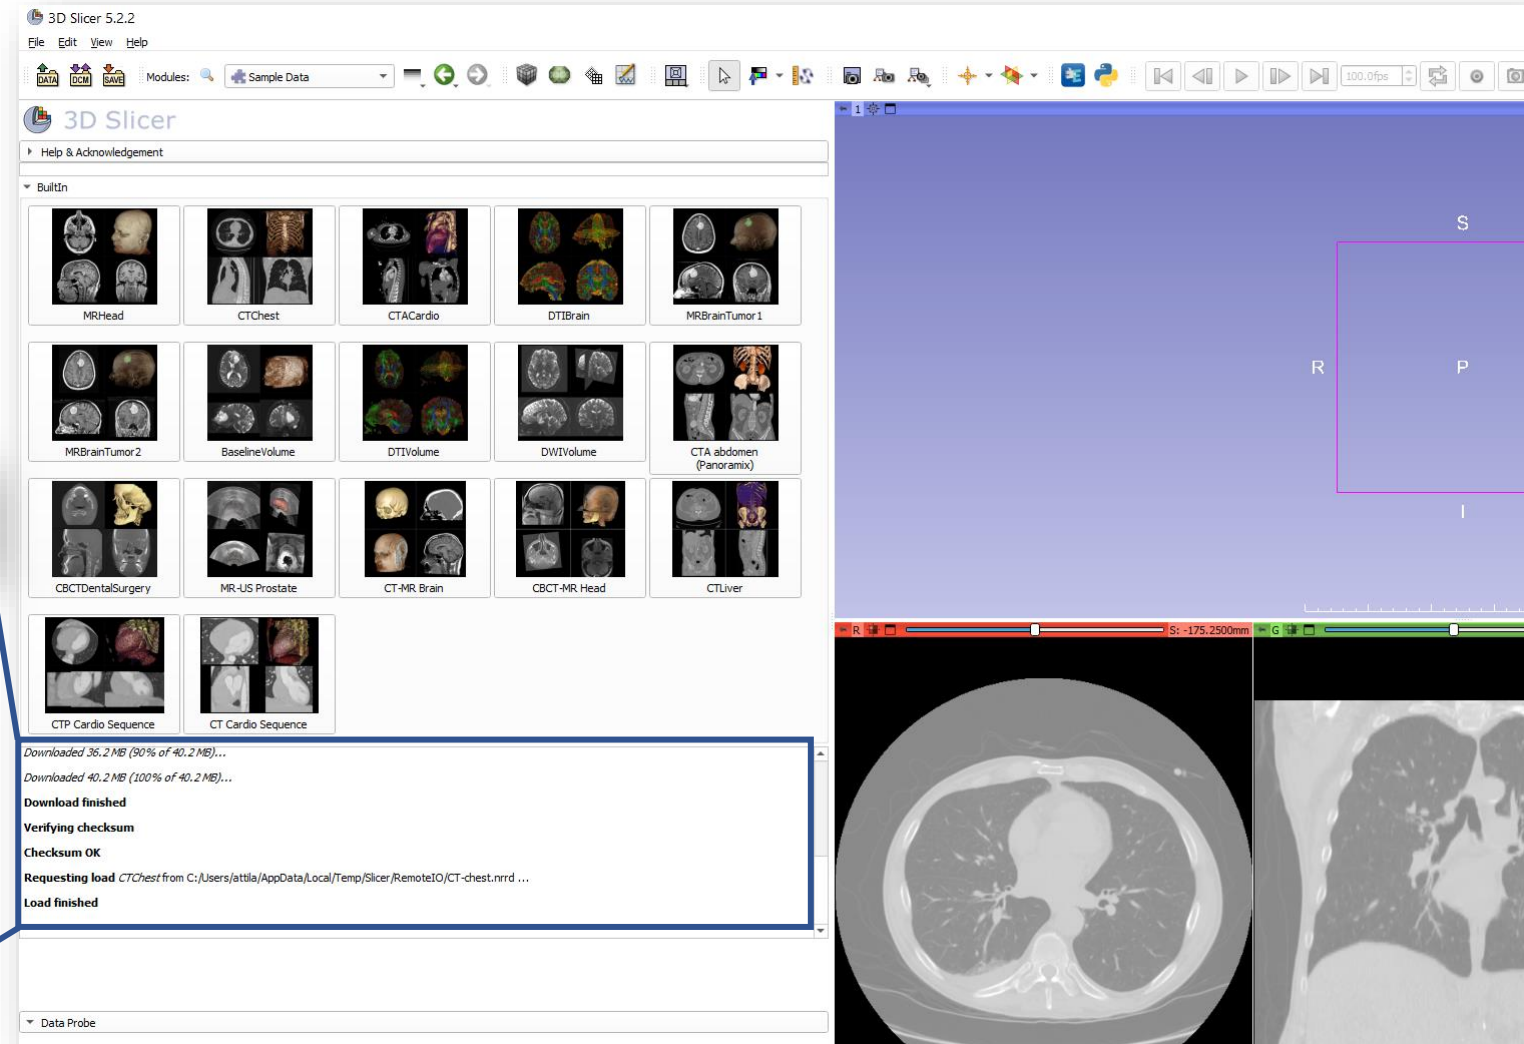 3D Slicer 5.2.2
File Edit View Help
DATA DCM SAVE Modules: Sample Data 100.0fps
3D Slicer
1
Help & Acknowledgement
BuiltIn
MRHead CTChest CTACardio DTIBrain MRBrainTumor1
S
R P
MRBrainTumor2 BaselineVolume DTIVolume DWIVolume CTA abdomen
(Panoramix)
I
CBCTDentalSurgery MR-US Prostate CT-MR Brain CBCT-MR Head CTLiver
R S: -175.2500mm G
CTP Cardio Sequence CT Cardio Sequence
Downloaded 36.2 MB (90% of 40.2 MB)...
Downloaded 40.2 MB (100% of 40.2 MB)...
Download finished
Verifying checksum
Checksum OK
Requesting load CTChest from C:/Users/attila/AppData/Local/Temp/Slicer/RemoteIO/CT-chest.nrrd ...
Load finished
Data Probe